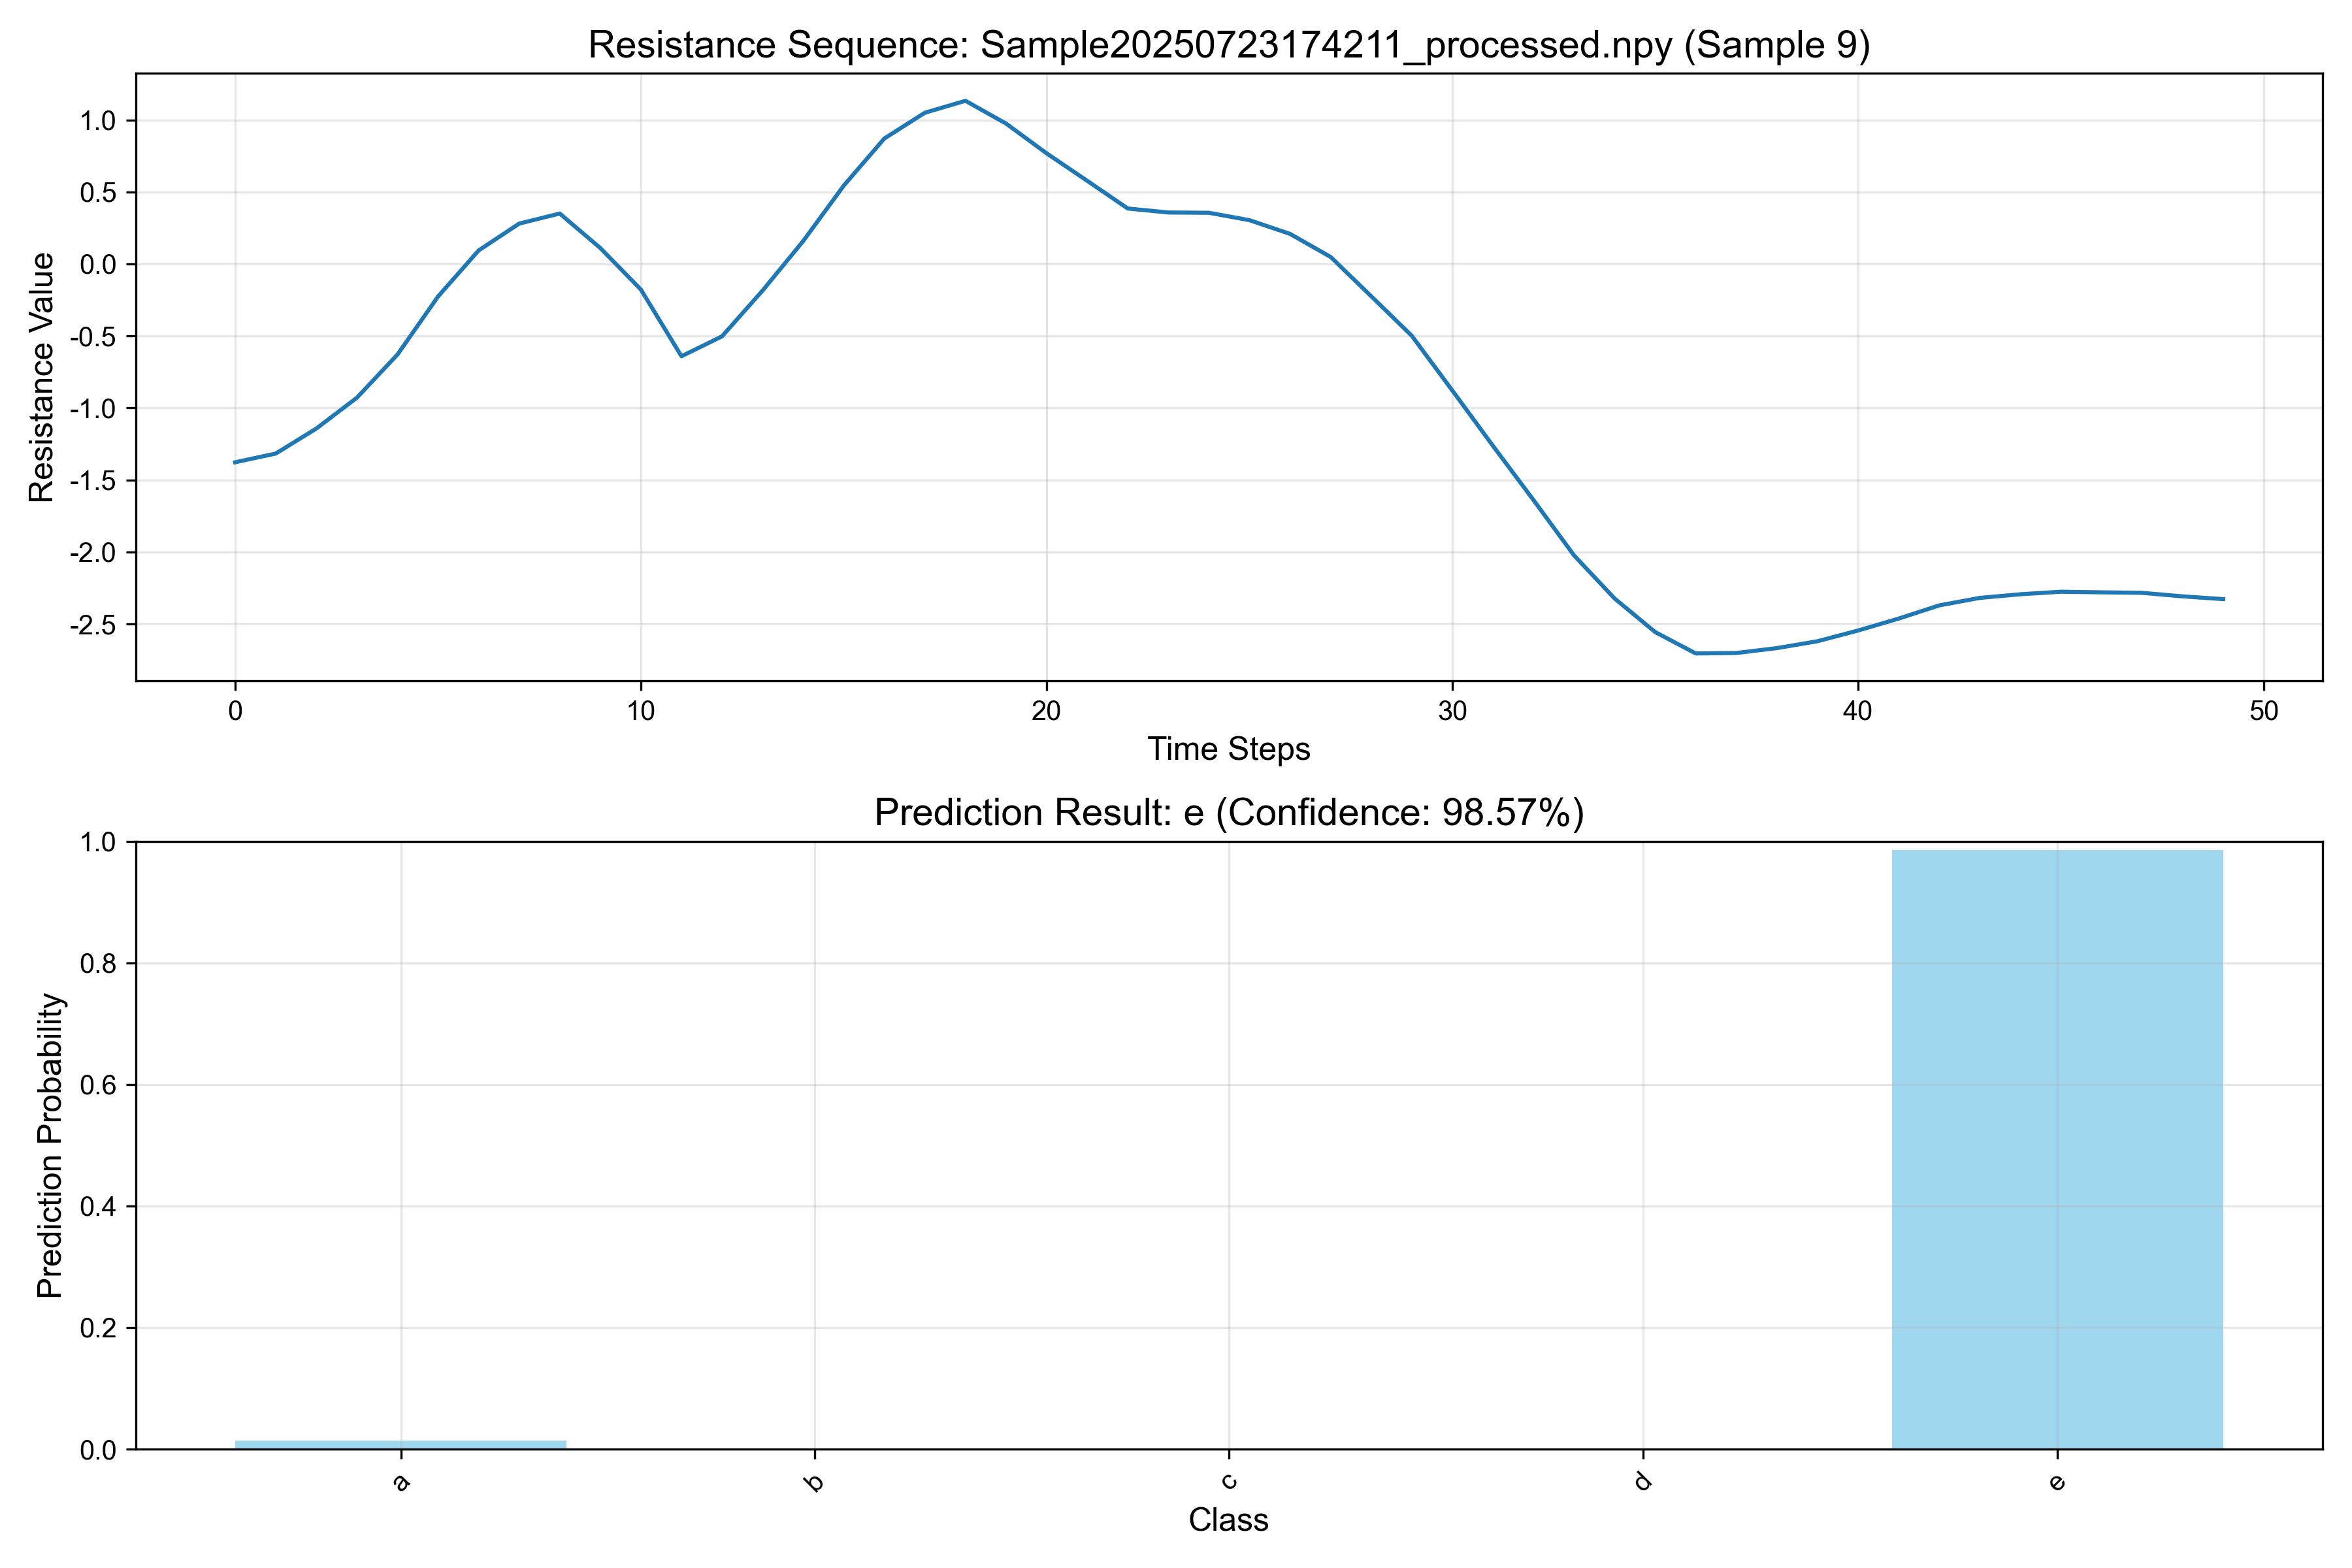 Resistance Sequence: Sample20250723174211_processed.npy (Sample 9)
1.0
0.5
0.0
-0.5
-1.0
-1.5
-2.0
-2.5
Resistance Value
0 10 20 30 40 50
Time Steps
Prediction Result: e (Confidence: 98.57%)
1.0
0.8
0.6
0.4
0.2
0.0
Prediction Probability
a b c d e
Class